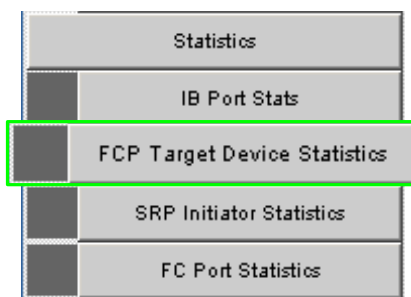 Statistics
IB Port Stats
FCP Target Device Statistics
SRP Initiator Statistics
FC Port Statistics